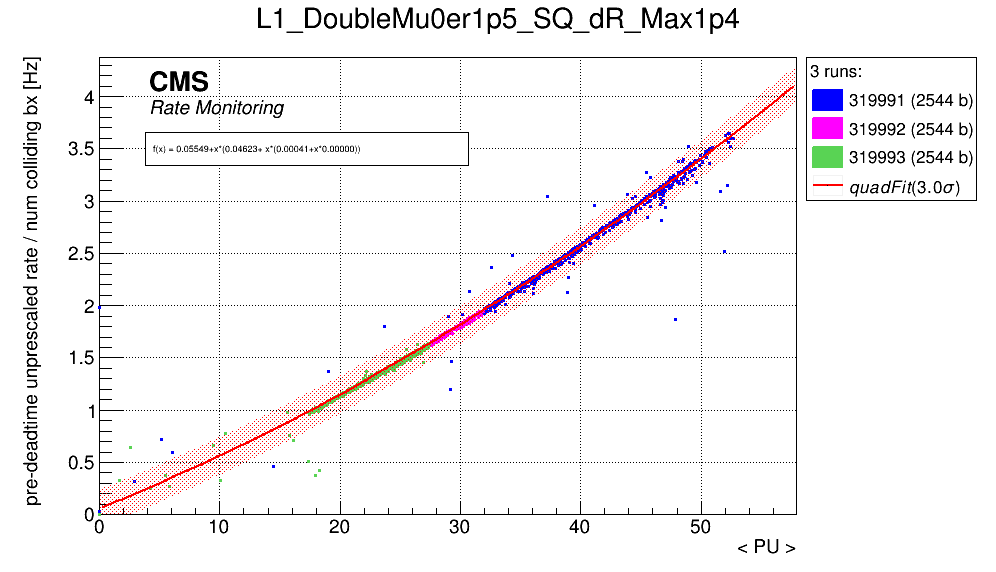 L1_DoubleMu0er1p5_SQ_dR_Max1p4
pre-deadtime unprescaled rate / num colliding bx [Hz]
CMS
Rate Monitoring
f(x) = 0.05549+x*(0.04623+ x*(0.00041+x*0.00000))
4
3.5
3
2.5
2
1.5
1
0.5
0
0 10 20 30 40 50
< PU >
3 runs:
319991 (2544 b)
319992 (2544 b)
319993 (2544 b)
quadFit(3.0σ)